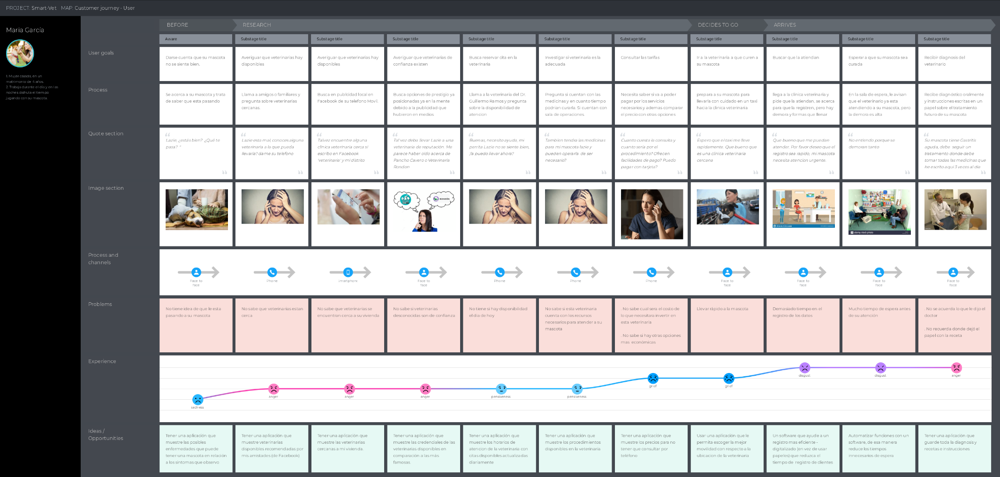 PROJECT: Smart-Vet MAP: Customer journey - User
Maria García
1. Mujer casada, en un
matrimonio de 4 años.
2. Trabaja durante el día y en las
noches disfruta el tiempo
jugando con su mascota.
BEFORE
RESEARCH
DECIDES TO GO
ARRIVES
Aware
Substage title
Substage title
Substage title
Substage title
Substage title
Substage title
Substage title
Substage title
Substage title
Substage title
User goals
Darse cuenta que su mascota
no se siente bien.
Averiguar que veterinarias hay
disponibles
Averiguar que veterinarias hay
disponibles
Averiguar que veterinarias de
confianza existen
Busca reservar cita en la
veterinaria
Investigar si veterinaria es la
adecuada
Consultar las tarifas
Ir a la veterinaria a que curen a
su mascota
Buscar que la atiendan
Esperar a que su mascota sea
curada
Recibir diagnosis del
veterinario
Process
Se acerca a su mascota y trata
de saber que esta pasando
Llama a amigos o familiares y
pregunta sobre veterinarias
cercanas.
Busca en publcidad local en
Facebook de su telefono Movil.
Busca opciones de prestigio ya
posicionadas ya en la mente
debido a la publicidad que
hubieron en medios
Llama a la veterinaria del Dr.
Guillermo Ramos y pregunta
sobre la disponibilidad de
atencion
Pregunta si cuentan con las
medicinas y en cuanto tiempo
podrian curarla. Si cuentan con
sala de operaciones
Necesita saber si va a poder
pagar por los servicios
necesarios y ademas comparar
el precio con otras opciones
prepara a su mascota para
llevarla con cuidado en un taxi
hacia la clinica veterinaria
llega a la clínica veterinaria y
pide que la atiendan, se acerca
para que la registren, pero hay
demora y formas que llenar
En la sala de espera, le avisan
que el veterinario ya esta
atendiendo a su mascota, pero
la demora es alta
Recibe diagnóstico oralmente
y instrucciones escritas en un
papel sobre el tratamiento
futuro de su mascota
Quote section
Lazie, ¿estás bien? ¿Qué te
pasa? "
Lazie esta mal, conoces alguna
veterinaria a la que pueda
llevarla? dame su telefono
Talvez encuentre alguna
clinica veterinaria cerca si
escribo en Facebook
'veterinaria' y mi distrito
Tal vez deba llevar Lazie a una
veterinaria de reputación. Me
parece haber oido acerca de
Pancho Cavero o Veterinaria
Rondon
Buenas, necesito ayuda, mi
perrita Lazie no se siente bien,
¿la puedo llevar ahora?
Tambien tendra las medicinas
para mi mascota lazie y
pueden operarla de ser
necesario?
Cuanto cuesta la consulta y
cuanto seria por el
procedimiento? Ofrecen
facilidades de pago? Puedo
pagar con tarjeta?
Espero que el taxi me lleve
rapidamente. Que bueno que
es una clinica veterinaria
cercana
Que bueno que me puedan
atender. Por favor deseo que el
registro sea rapido, mi mascota
necesita atencion urgente.
No entiendo porque se
demoran tanto
Su mascota tiene Gastritis
aguda, debe seguir un
tratamiento donde debe
tomar todas las medicinas que
he escrito aqui 3 veces al dia
Image section
RONDÓN
alamy stock photo
Process and
channels
Face to
face
Phone
Smartphone
Face to
face
Phone
Phone
Phone
Face to
face
Face to
face
Face to
face
Face to
face
Problems
No tiene idea de que le esta
pasando a su mascota
No sabe que veterinarias estan
cerca
No sabe que veterinarias se
encuentran cerca a su vivienda
No sabe si veterinarias
desconocidas son de confianza
No tiene si hay disponibilidad
el dia de hoy
No sabe si esta veterinaria
cuenta con los recursos
necesarios para atender a su
mascota
. No sabe cual sera el costo de
lo que necesitara invertir en
esta veterinaria
. No sabe si hay otras opciones
mas económicas
Llevar rápido a la mascota
Demasiado tiempo en el
registro de los datos
Mucho tiempo de espera antes
de su atención
. No se acuerda lo que le dijo el
doctor
. No recuerda donde dejó el
papel con la receta
Experience
sadness
anger
anger
anger
pensiveness
pensiveness
grief
grief
disgust
disgust
anger
Ideas /
Opportunities
Tener una aplicación que
muestre las posibles
enfermedades que puede
tener una mascota en relación
a los sintomas que observo
Tener una aplicación que
muestre veterinarias
disponibles recomendadas por
mis amistades (de Facebook)
Tener una aplicación que
muestre las veterinarias
cercanas a mi vivienda.
Tener una aplicación que
muestre las credenciales de las
veterinarias disponibles en
comparación a las más
famosas.
Tener una aplicación que
muestre los horarios de
atencion de la veterinaria con
citas disponibles actualizadas
diariamente
Tener una aplicación que
muestre los procedimientos
disponibles en la veterinaria
Tener una aplicación que
muestre los precios para no
tener que consultar por
teléfono
Usar una aplicación que le
permita escoger la mejor
movilidad con respecto a la
ubicacion de la veterinaria
Un software que ayude a un
registro mas eficiente -
digitalizado (en vez de usar
papeles) que reduzca el
tiempo de registro de clientes
Automatizar funciones con un
software, de esa manera
reduce los tiempos
innecesarios de espera
Tener una aplicación que
guarde toda la diagnosis y
recetas e instrucciones